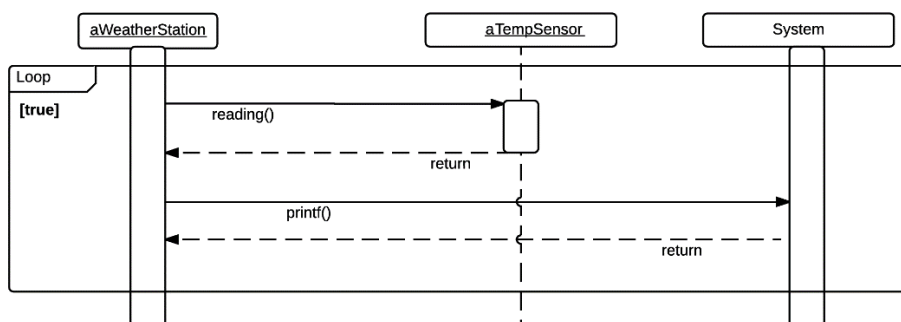 aWeatherStation
aTempSensor
System
Loop
[true]
reading()
return
printf()
return